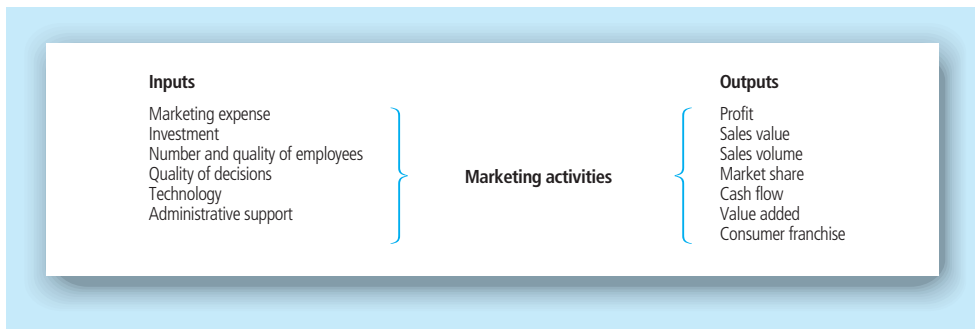 Inputs
Marketing expense
Investment
Number and quality of employees
Quality of decisions
Technology
Administrative support
Marketing activities
Outputs
Profit
Sales value
Sales volume
Market share
Cash flow
Value added
Consumer franchise